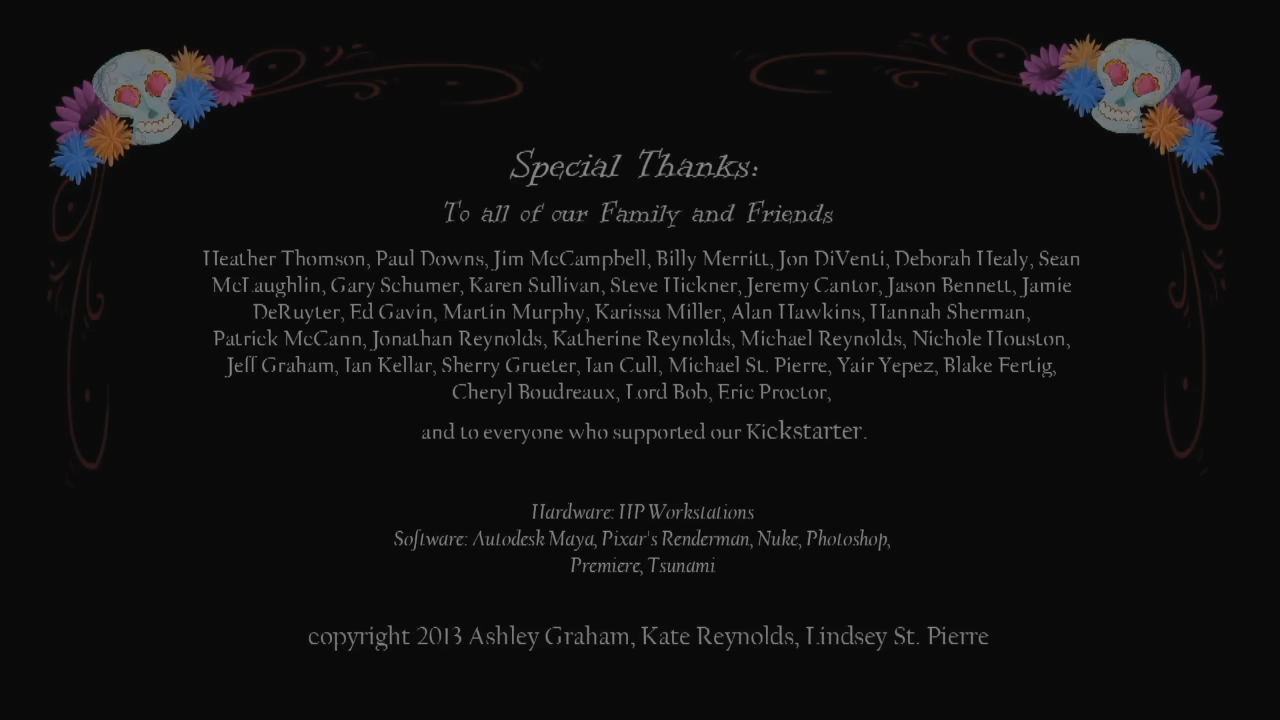 Special Thanks:
To all of our Family and Friends
Heather Thomson, Paul Downs, Jim McCampbell, Billy Merritt, Jon DiVenti, Deborah Healy, Sean
McLaughlin, Gary Schumer, Karen Sullivan, Steve Hickner, Jeremy Cantor, Jason Bennett, Jamie
DeRuyter, Ed Gavin, Martin Murphy, Karissa Miller, Alan Hawkins, Hannah Sherman,
Patrick McCann, Jonathan Reynolds, Katherine Reynolds, Michael Reynolds, Nichole Houston,
Jeff Graham, Ian Kellar, Sherry Grueter, Ian Cull, Michael St. Pierre, Yair Yepez, Blake Fertig,
Cheryl Boudreaux, Lord Bob, Eric Proctor,
and to everyone who supported our Kickstarter.
Hardware: HP Workstations
Software: Autodesk Maya, Pixar's Renderman, Nuke, Photoshop,
Premiere, Tsunami
copyright 2013 Ashley Graham, Kate Reynolds, Lindsey St. Pierre